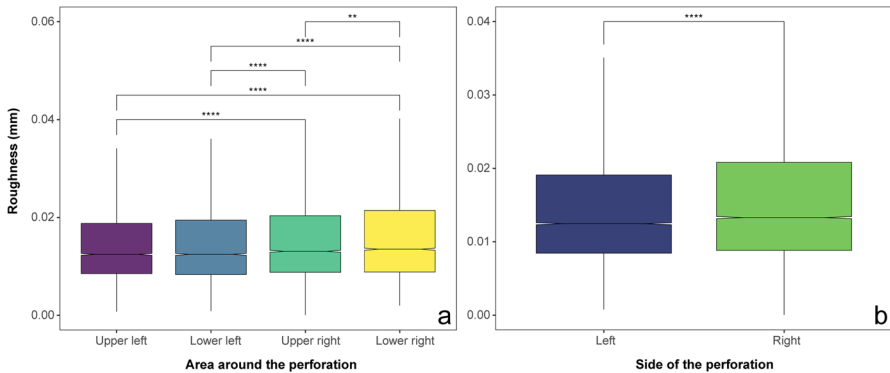 Roughness (mm)
0.06
0.04
0.02
0.00
**
****
****
****
****
Upper left
Lower left
Upper right
Lower right
Area around the perforation
a
0.04
0.03
0.02
0.01
0.00
****
Left
Right
Side of the perforation
b